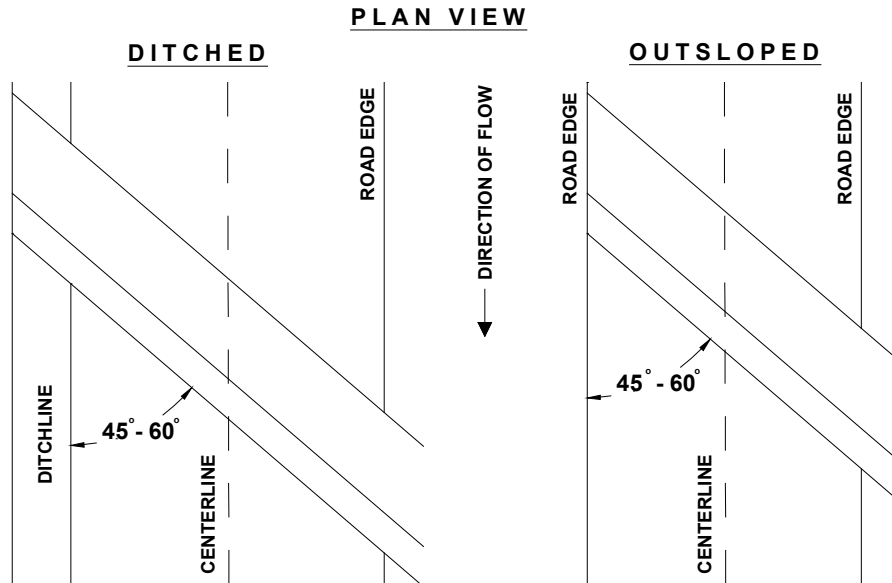 PLAN VIEW
DITCHED
OUTSLOPED
ROAD EDGE
DIRECTION OF FLOW
ROAD EDGE
ROAD EDGE
45° - 60°
45° - 60°
DITCHLINE
CENTERLINE
CENTERLINE